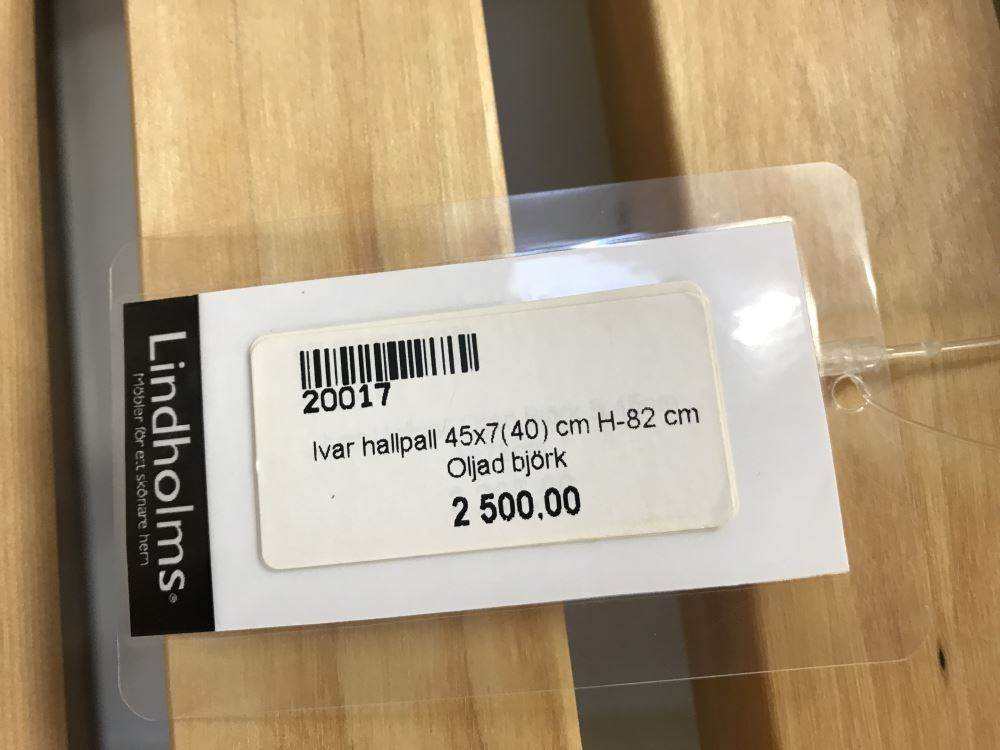 Lindholms®
Möbler för ett skönare hem
20017
Ivar hallpall 45x7(40) cm H-82 cm
Oljad björk
2 500,00